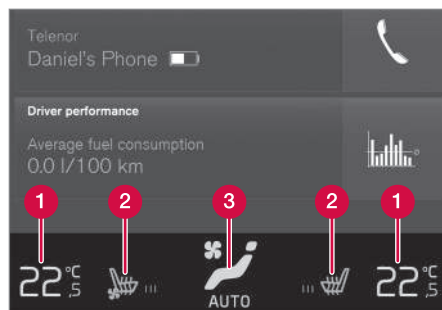 Telenor
Daniel's Phone
Driver performance
Average fuel consumption
0.0 l/100 km
1 2 3 2 1
22°C,5 22°C,5
AUTO